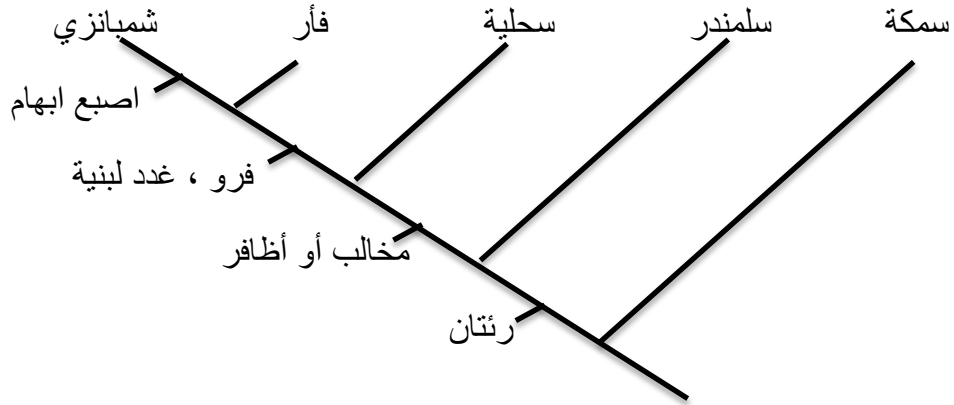 سمكة
سلمندر
سحلية
فأر
شمبانزي
اصبع ابهام
فرو ، غدد لبنية
مخالب أو أظافر
رئتان